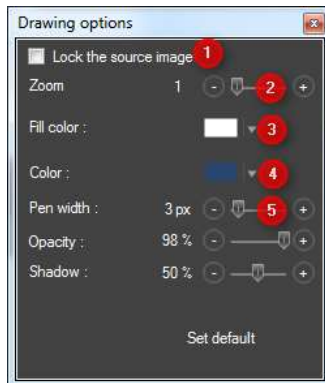 Drawing options
Lock the source image 1
Zoom 1 - 2 +
Fill color : 3
Color : 4
Pen width : 3 px - 5 +
Opacity : 98 % - +
Shadow : 50 % - +
Set default